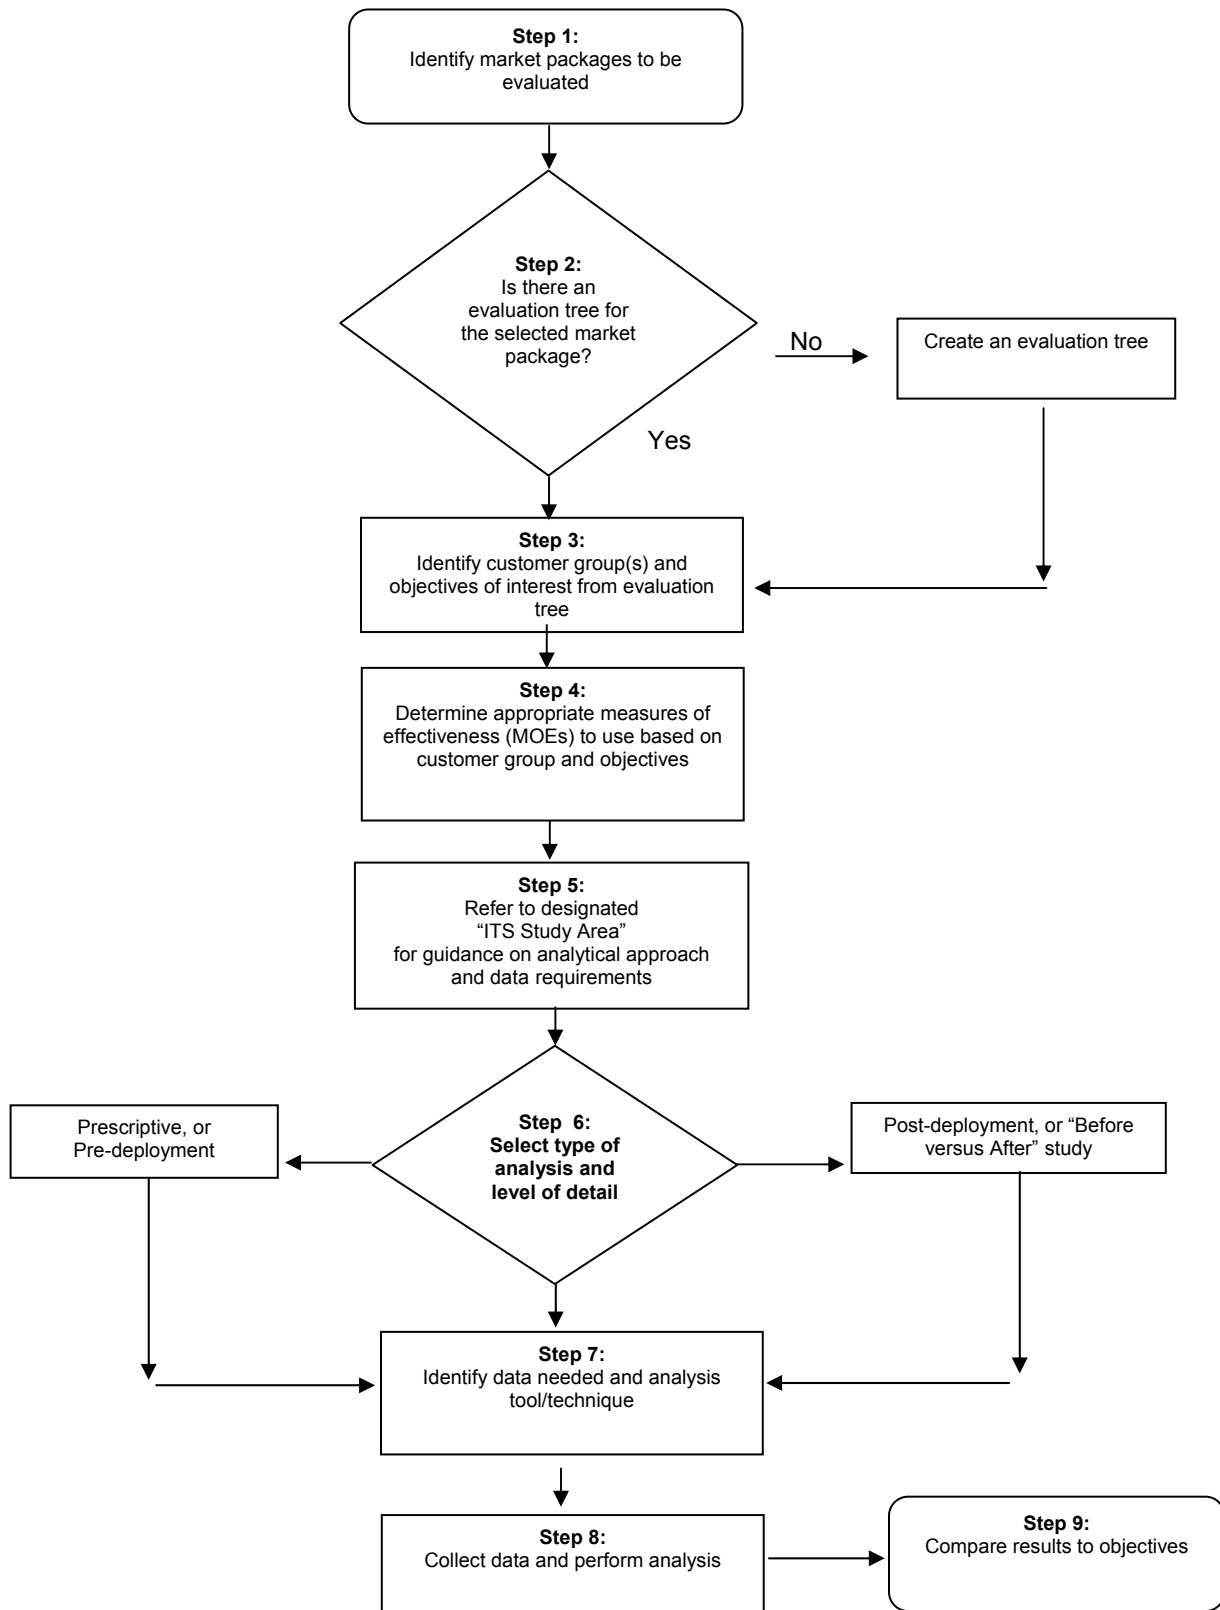 Step 1:
Identify market packages to be
evaluated
Step 2:
Is there an
evaluation tree for
the selected market
package?
No
Create an evaluation tree
Yes
Step 3:
Identify customer group(s) and
objectives of interest from evaluation
tree
Step 4:
Determine appropriate measures of
effectiveness (MOEs) to use based on
customer group and objectives
Step 5:
Refer to designated
“ITS Study Area”
for guidance on analytical approach
and data requirements
Step 6:
Select type of
analysis and
level of detail
Prescriptive, or
Pre-deployment
Post-deployment, or “Before
versus After” study
Step 7:
Identify data needed and analysis
tool/technique
Step 8:
Collect data and perform analysis
Step 9:
Compare results to objectives